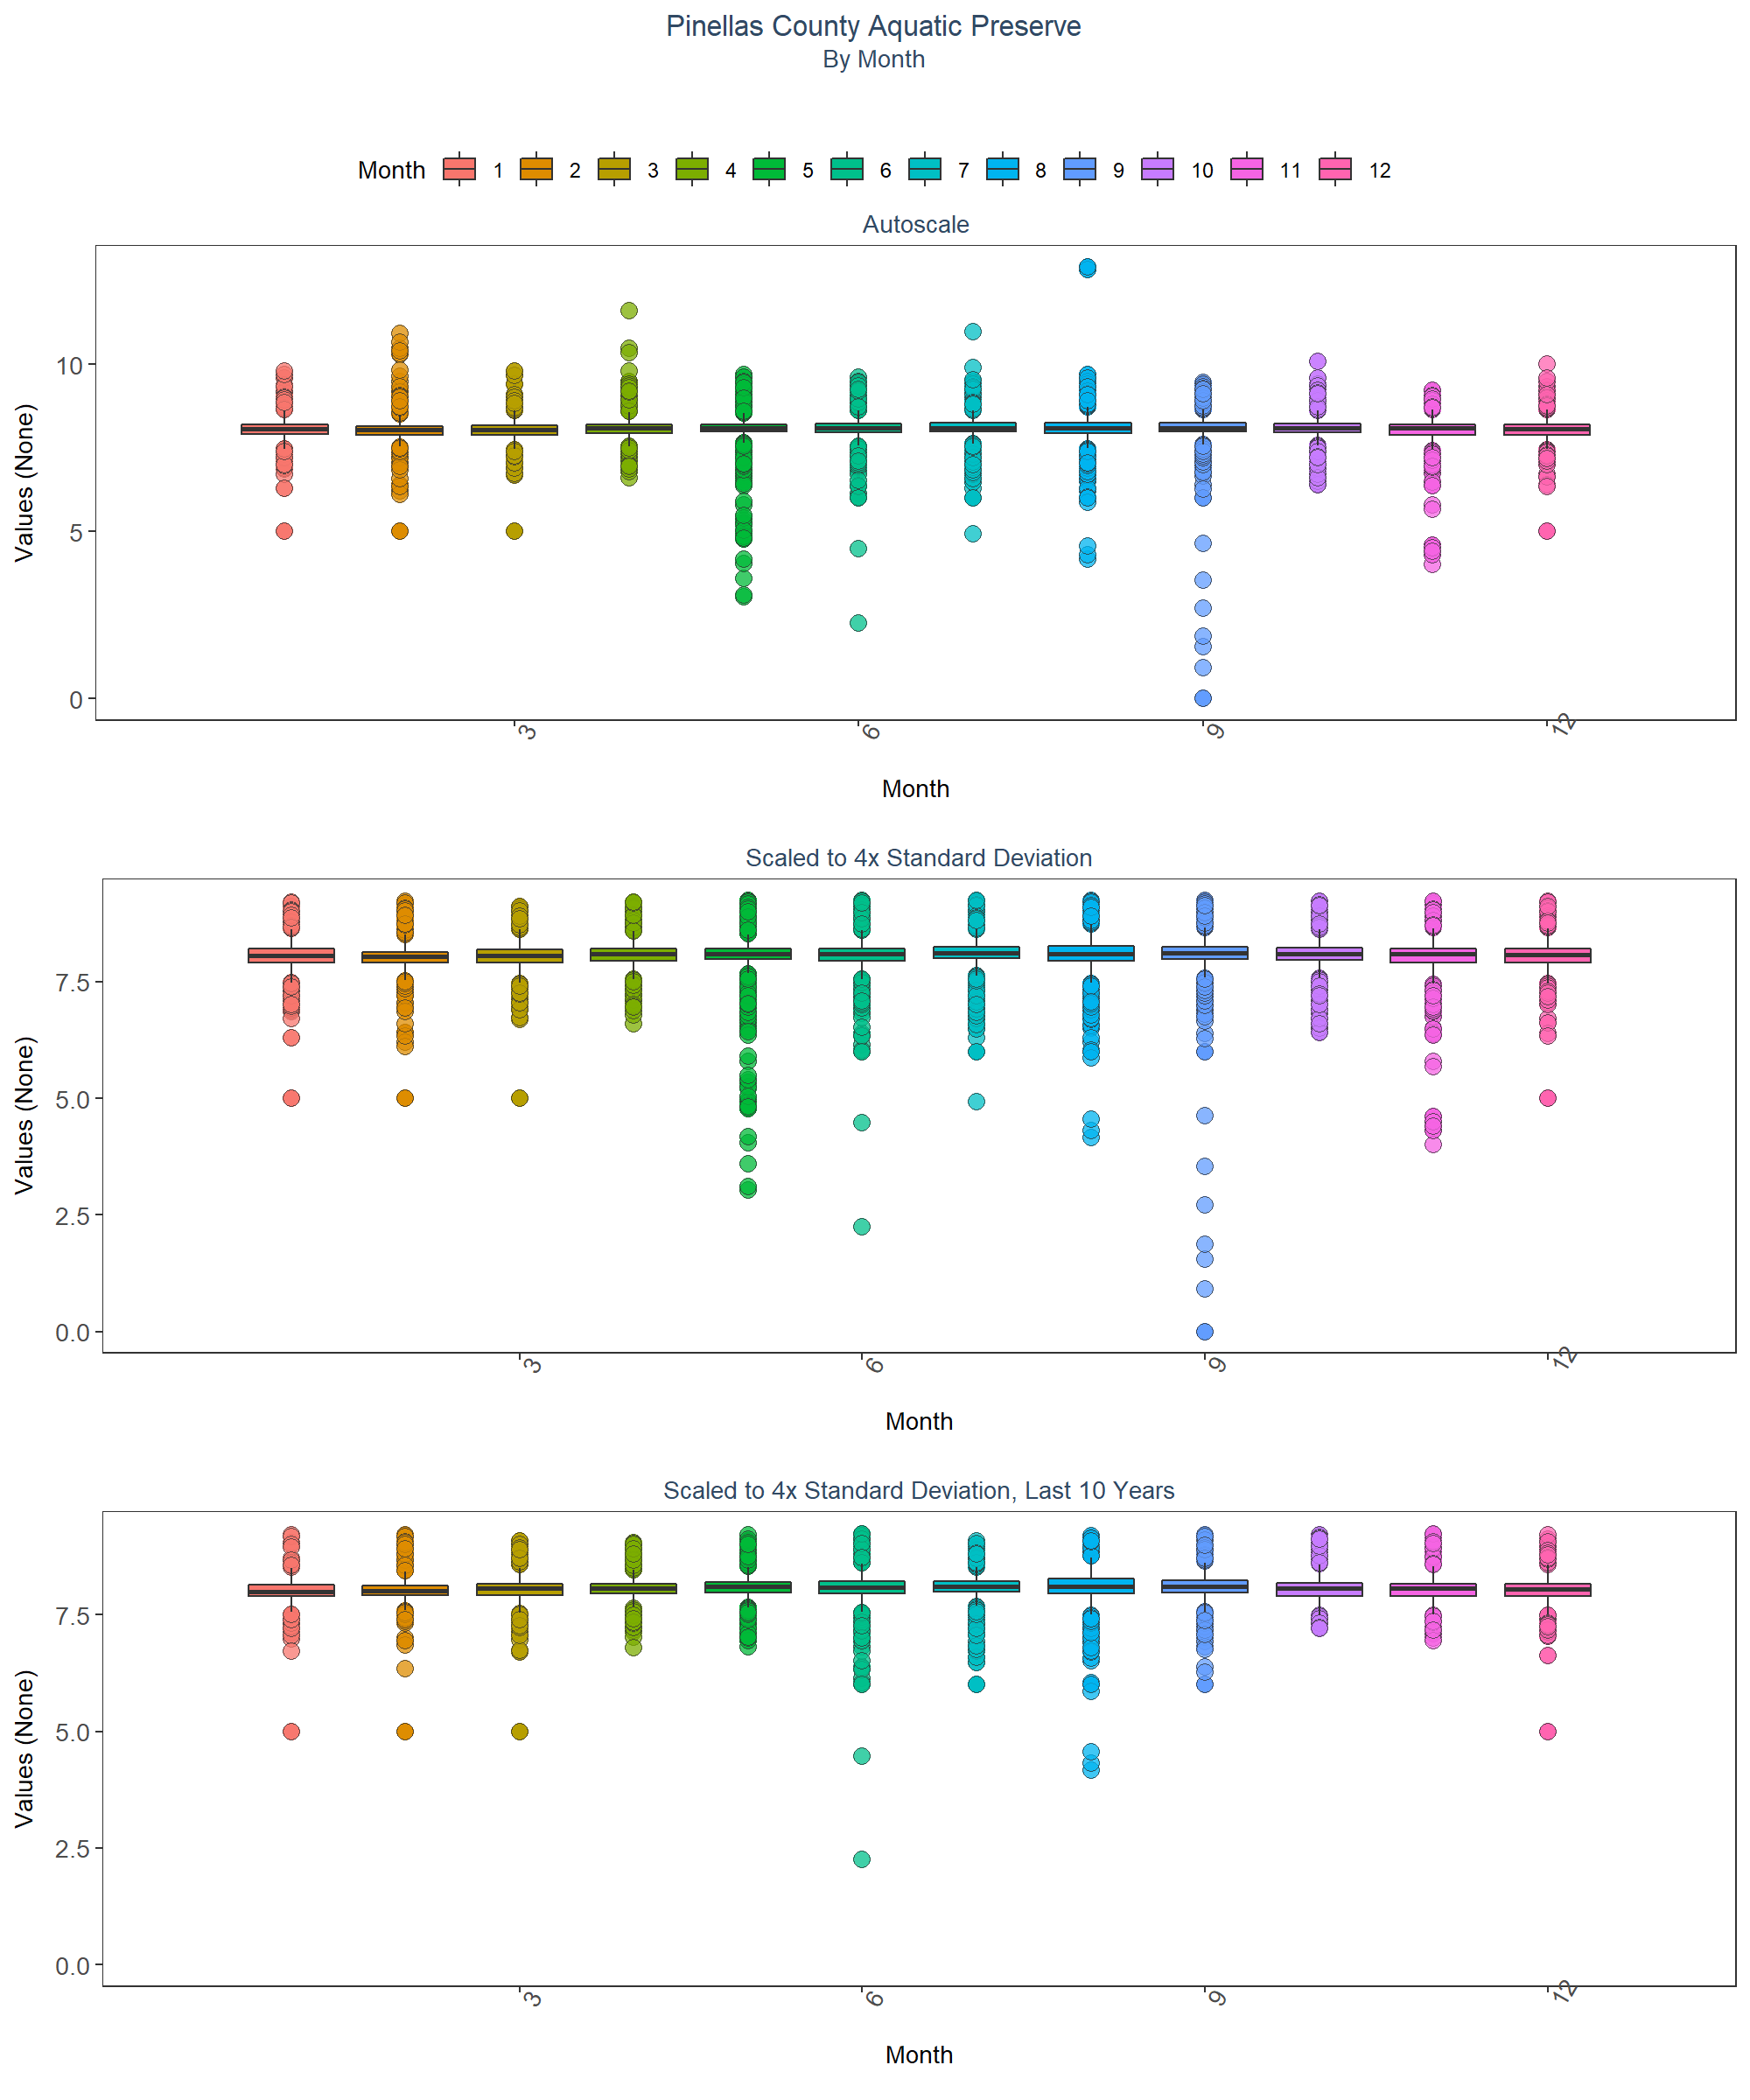 Pinellas County Aquatic Preserve
By Month
Month 1 2 3 4 5 6 7 8 9 10 11 12
Autoscale
Values (None)
10
5
0
3 6 9 12
Month
Scaled to 4x Standard Deviation
Values (None)
7.5
5.0
2.5
0.0
3 6 9 12
Month
Scaled to 4x Standard Deviation, Last 10 Years
Values (None)
7.5
5.0
2.5
0.0
3 6 9 12
Month